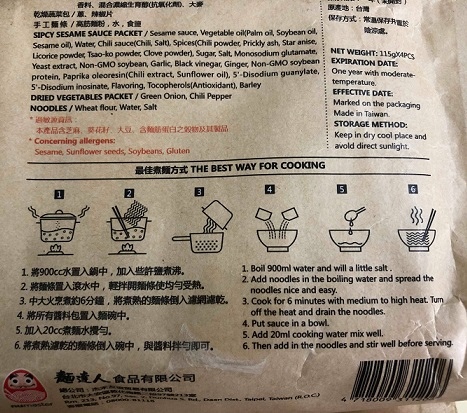 香料、混合濃縮生育醇(抗氧化劑)、大麥
乾燥蔬菜包 / 蔥、辣椒片
手工麵條 / 高筋麵粉，水，食鹽
SIPCY SESAME SAUCE PACKET / Sesame sauce, Vegetable oil(Palm oil, Soybean oil,
Sesame oil), Water, Chili sauce(Chili, Salt), Spices(Chili powder, Prickly ash, Star anise,
Licorice powder, Tsao-ko powder, Clove powder), Sugar, Salt, Monosodium glutamate,
Yeast extract, Non-GMO soybean, Garlic, Black vinegar, Ginger, Non-GMO soybean
protein, Paprika oleoresin(Chili extract, Sunflower oil), 5'-Disodium guanylate,
5'-Disodium inosinate, Flavoring, Tocopherols(Antioxidant), Barley
DRIED VEGETABLES PACKET / Green Onion, Chili Pepper
NOODLES / Wheat flour, Water, Salt
* 過敏原資訊：
本產品含芝麻、葵花籽、大豆、含麵筋蛋白之穀物及其製品
* Concerning allergens:
Sesame, Sunflower seeds, Soybeans, Gluten
原產地：台灣
保存方式：常溫保存并置於
陰涼處.
NET WEIGHT: 115gX4PCS
EXPIRATION DATE:
One year with moderate-
temperature.
EFFECTIVE DATE:
Marked on the packaging
Made in Taiwan.
STORAGE METHOD:
Keep in dry cool place and
avoid direct sunlight.
最佳煮麵方式 THE BEST WAY FOR COOKING
1 2 3 4 5 6
1. 將900cc水置入鍋中，加入些許鹽煮沸。
2. 將麵條置入滾水中，輕拌開麵條使均勻受熱。
3. 中大火烹煮約6分鐘，將煮熟的麵條倒入濾網濾乾。
4. 將所有醬料包置入麵碗中。
5. 加入20cc煮麵水攪勻。
6. 將煮熟濾乾的麵條倒入碗中，與醬料拌勻即可。
1. Boil 900ml water and will a little salt .
2. Add noodles in the boiling water and spread the
noodles nice and easy.
3. Cook for 6 minutes with medium to high heat. Turn
off the heat and drain the noodles.
4. Put sauce in a bowl.
5. Add 20ml cooking water mix well.
6. Then add in the noodles and stir well before serving.
麵達人 食品有限公司
Taipei, Taiwan (R.O.C)